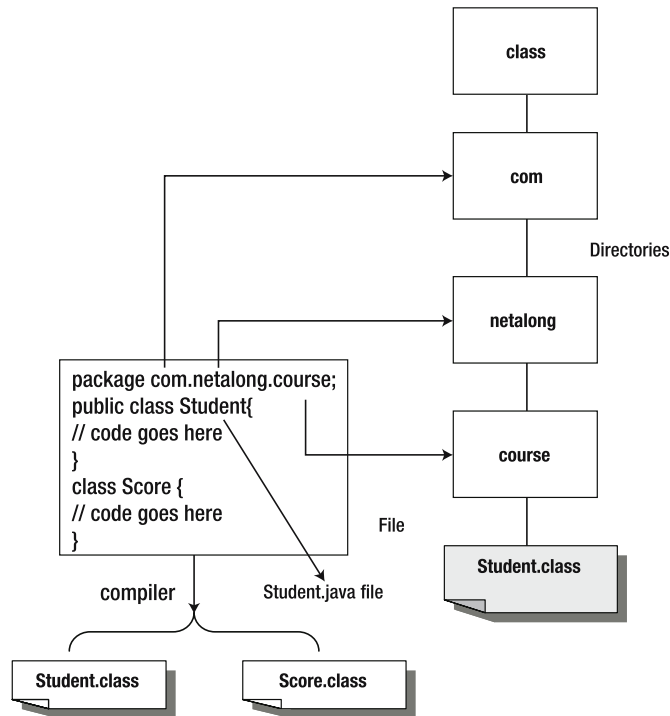 class
com
Directories
netalong
package com.netalong.course;
public class Student{
// code goes here
}
class Score {
// code goes here
}
course
File
Student.class
compiler
Student.java file
Student.class
Score.class